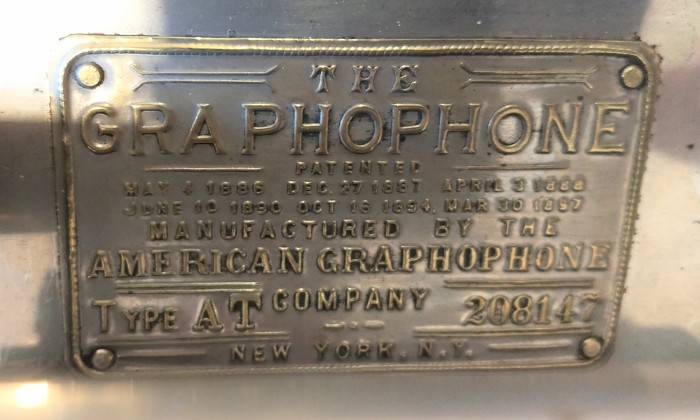 THE
GRAPHOPHONE
PATENTED
MAY 4 1886 DEC. 27 1887 APRIL 3 1888
JUNE 10 1890 OCT 18 1894. MAR 30 1897
MANUFACTURED BY THE
AMERICAN GRAPHOPHONE
TYPE AT COMPANY 208147
NEW YORK, N.Y.